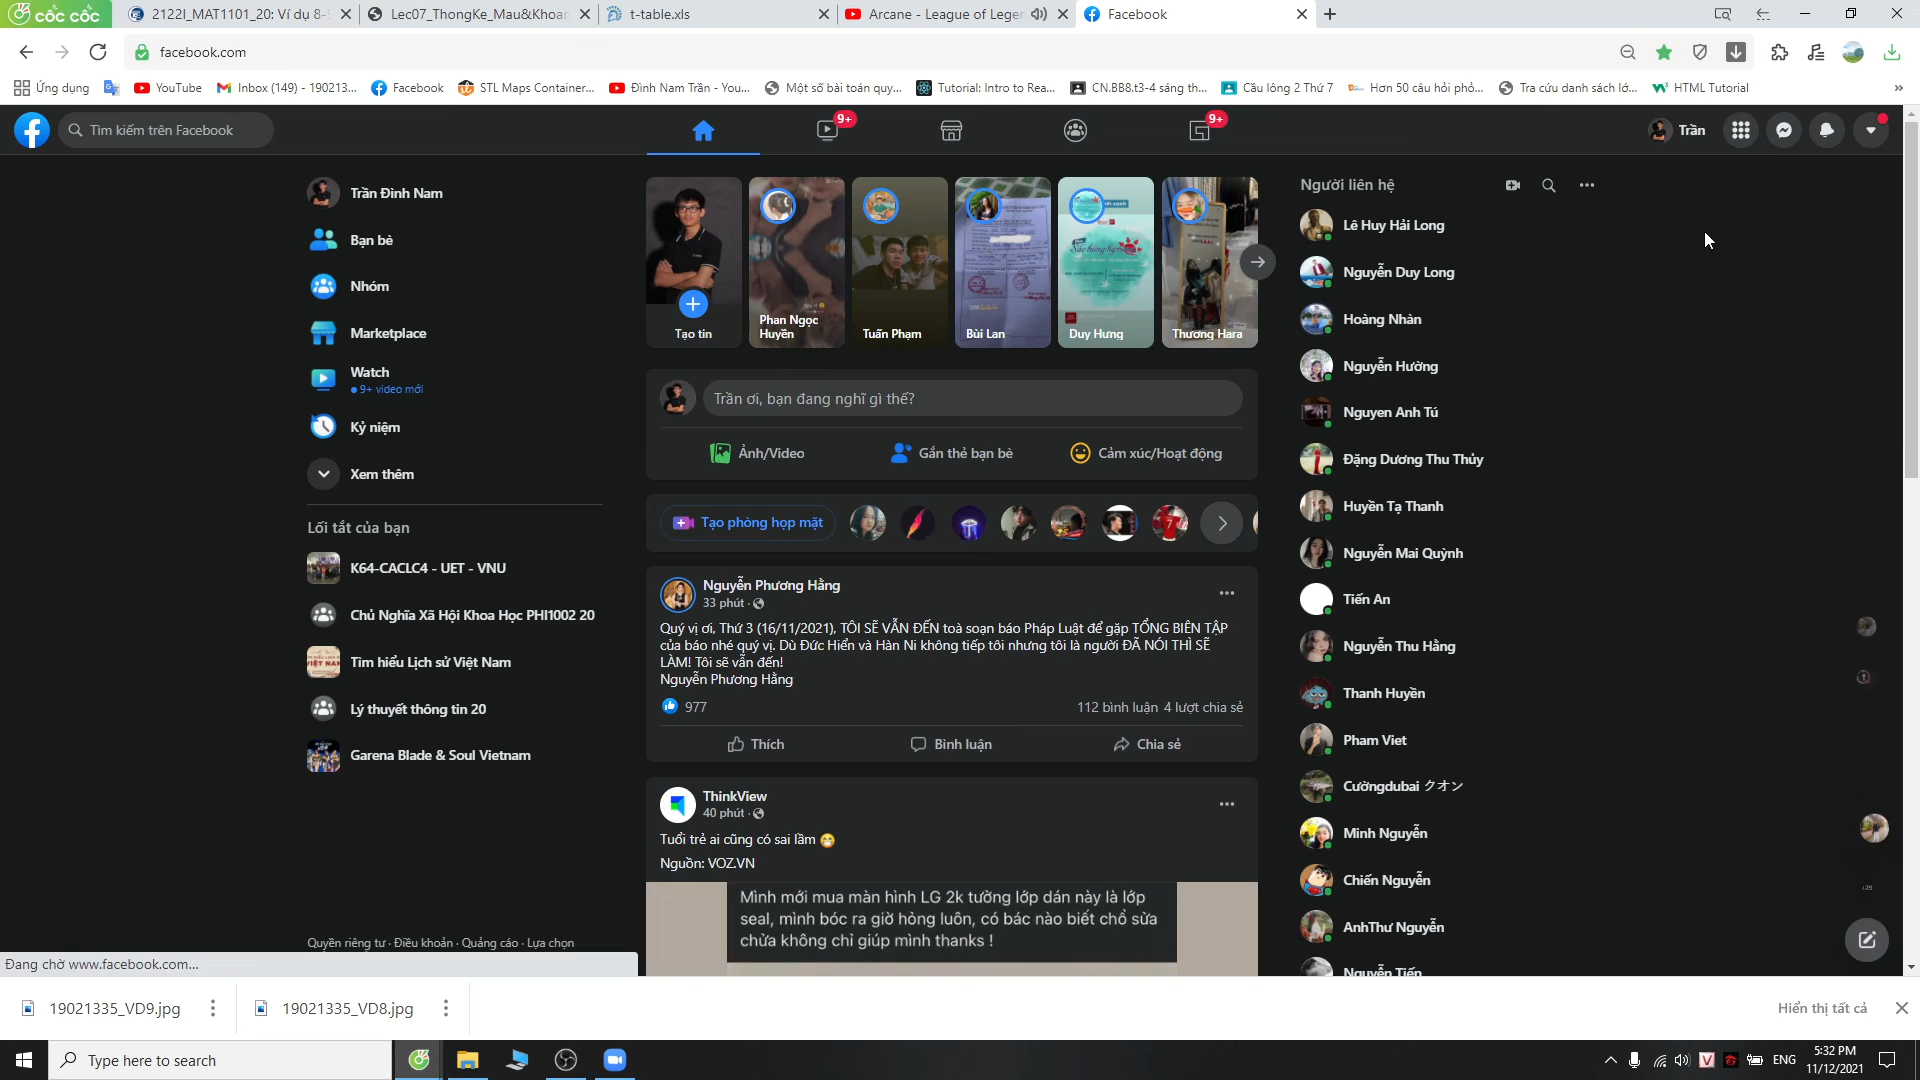 cốc cốc
2122I_MAT1101_20: Ví dụ 8-9
Lec07_ThongKe_Mau&Khoan
t-table.xls
Arcane - League of Legen
Facebook
facebook.com
Ứng dụng
YouTube
Inbox (149) - 190213...
Facebook
STL Maps Container...
Đình Nam Trần - You...
Một số bài toán quy...
Tutorial: Intro to Rea...
CN.BB8.t3-4 sáng th...
Cầu lông 2 Thứ 7
Hơn 50 câu hỏi phỏ...
Tra cứu danh sách lớ...
HTML Tutorial
Tìm kiếm trên Facebook
9+
9+
Trần
Trần Đình Nam
Bạn bè
Nhóm
Marketplace
Watch
9+ video mới
Kỷ niệm
Xem thêm
Lối tắt của bạn
K64-CACLC4 - UET - VNU
Chủ Nghĩa Xã Hội Khoa Học PHI1002 20
Tìm hiểu Lịch sử Việt Nam
Lý thuyết thông tin 20
Garena Blade & Soul Vietnam
Quyền riêng tư · Điều khoản · Quảng cáo · Lựa chọn
Đang chờ www.facebook.com...
Tạo tin
Phan Ngọc
Huyền
Tuấn Phạm
Bùi Lan
Duy Hưng
Thương Hara
Trần ơi, bạn đang nghĩ gì thế?
Ảnh/Video
Gắn thẻ bạn bè
Cảm xúc/Hoạt động
Tạo phòng họp mặt
Nguyễn Phương Hằng
33 phút ·
Quý vị ơi, Thứ 3 (16/11/2021), TÔI SẼ VẪN ĐẾN toà soạn báo Pháp Luật để gặp TỔNG BIÊN TẬP
của báo nhé quý vị. Dù Đức Hiển và Hàn Ni không tiếp tôi nhưng tôi là người ĐÃ NÓI THÌ SẼ
LÀM! Tôi sẽ vẫn đến!
Nguyễn Phương Hằng
977
112 bình luận 4 lượt chia sẻ
Thích
Bình luận
Chia sẻ
ThinkView
40 phút ·
Tuổi trẻ ai cũng có sai lầm 😁
Nguồn: VOZ.VN
Mình mới mua màn hình LG 2k tưởng lớp dán này là lớp
seal, mình bóc ra giờ hỏng luôn, có bác nào biết chổ sửa
chửa không chỉ giúp mình thanks !
Người liên hệ
Lê Huy Hải Long
Nguyễn Duy Long
Hoàng Nhàn
Nguyễn Hường
Nguyen Anh Tú
Đặng Dương Thu Thủy
Huyền Tạ Thanh
Nguyễn Mai Quỳnh
Tiến An
Nguyễn Thu Hằng
Thanh Huyền
Pham Viet
Cườngdubai クオン
Minh Nguyễn
Chiến Nguyễn
AnhThư Nguyễn
Nguyễn Tiến
19021335_VD9.jpg
19021335_VD8.jpg
Hiển thị tất cả
Type here to search
ENG
5:32 PM
11/12/2021